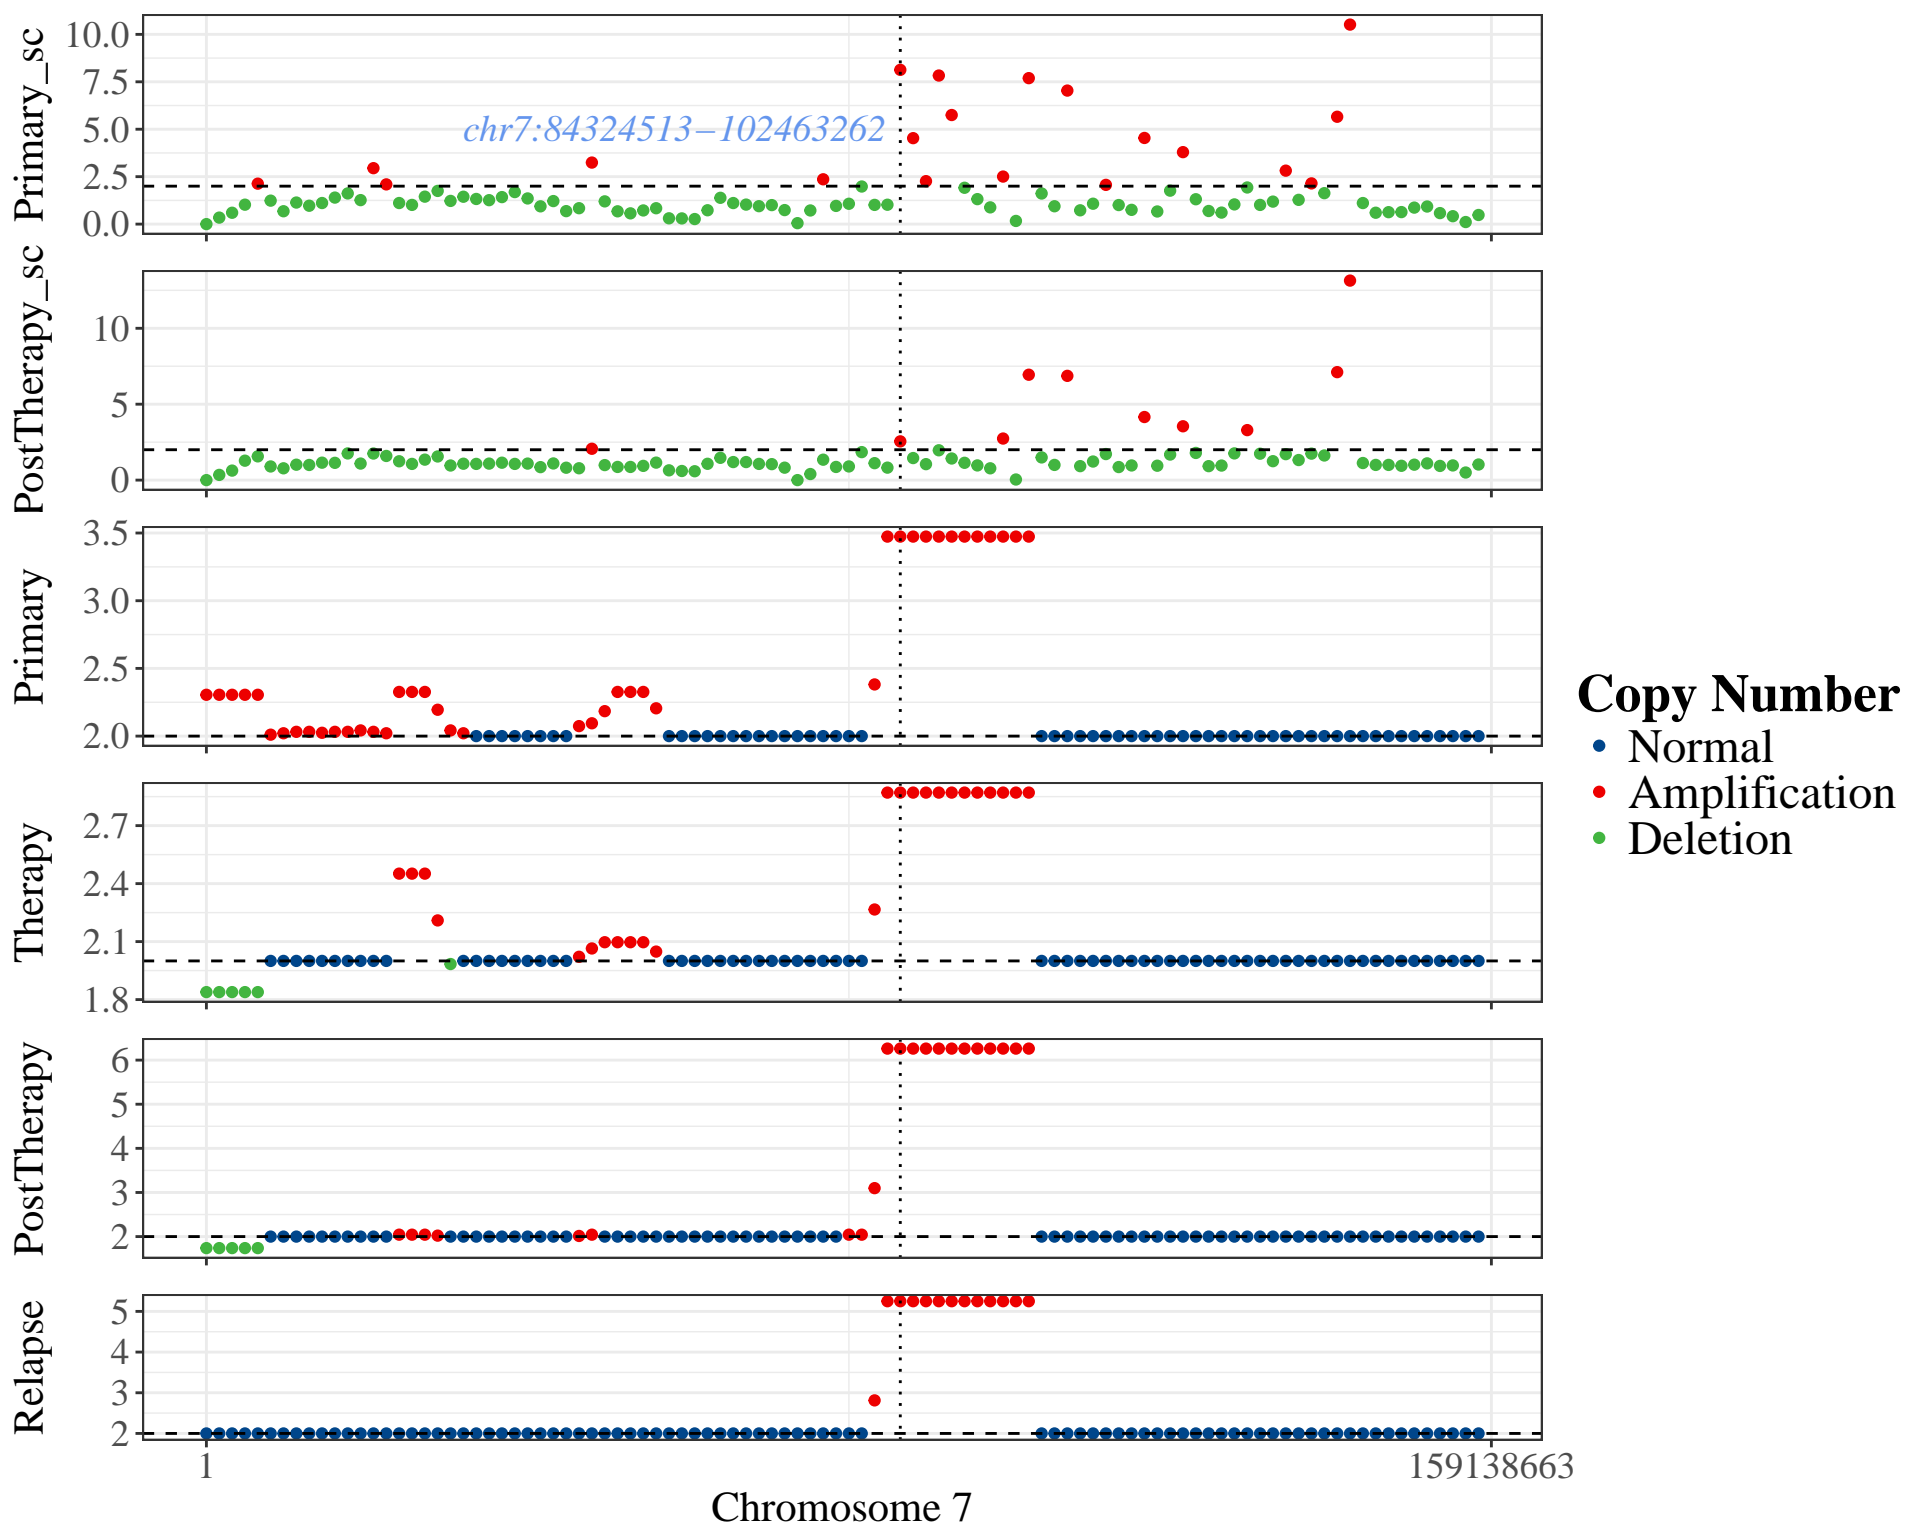 Primary_sc
10.0
7.5
5.0
2.5
0.0
chr7:84324513−102463262
PostTherapy_sc
10
5
0
Primary
3.5
3.0
2.5
2.0
Therapy
2.7
2.4
2.1
1.8
PostTherapy
6
5
4
3
2
Relapse
5
4
3
2
1
159138663
Chromosome 7
Copy Number
Normal
Amplification
Deletion